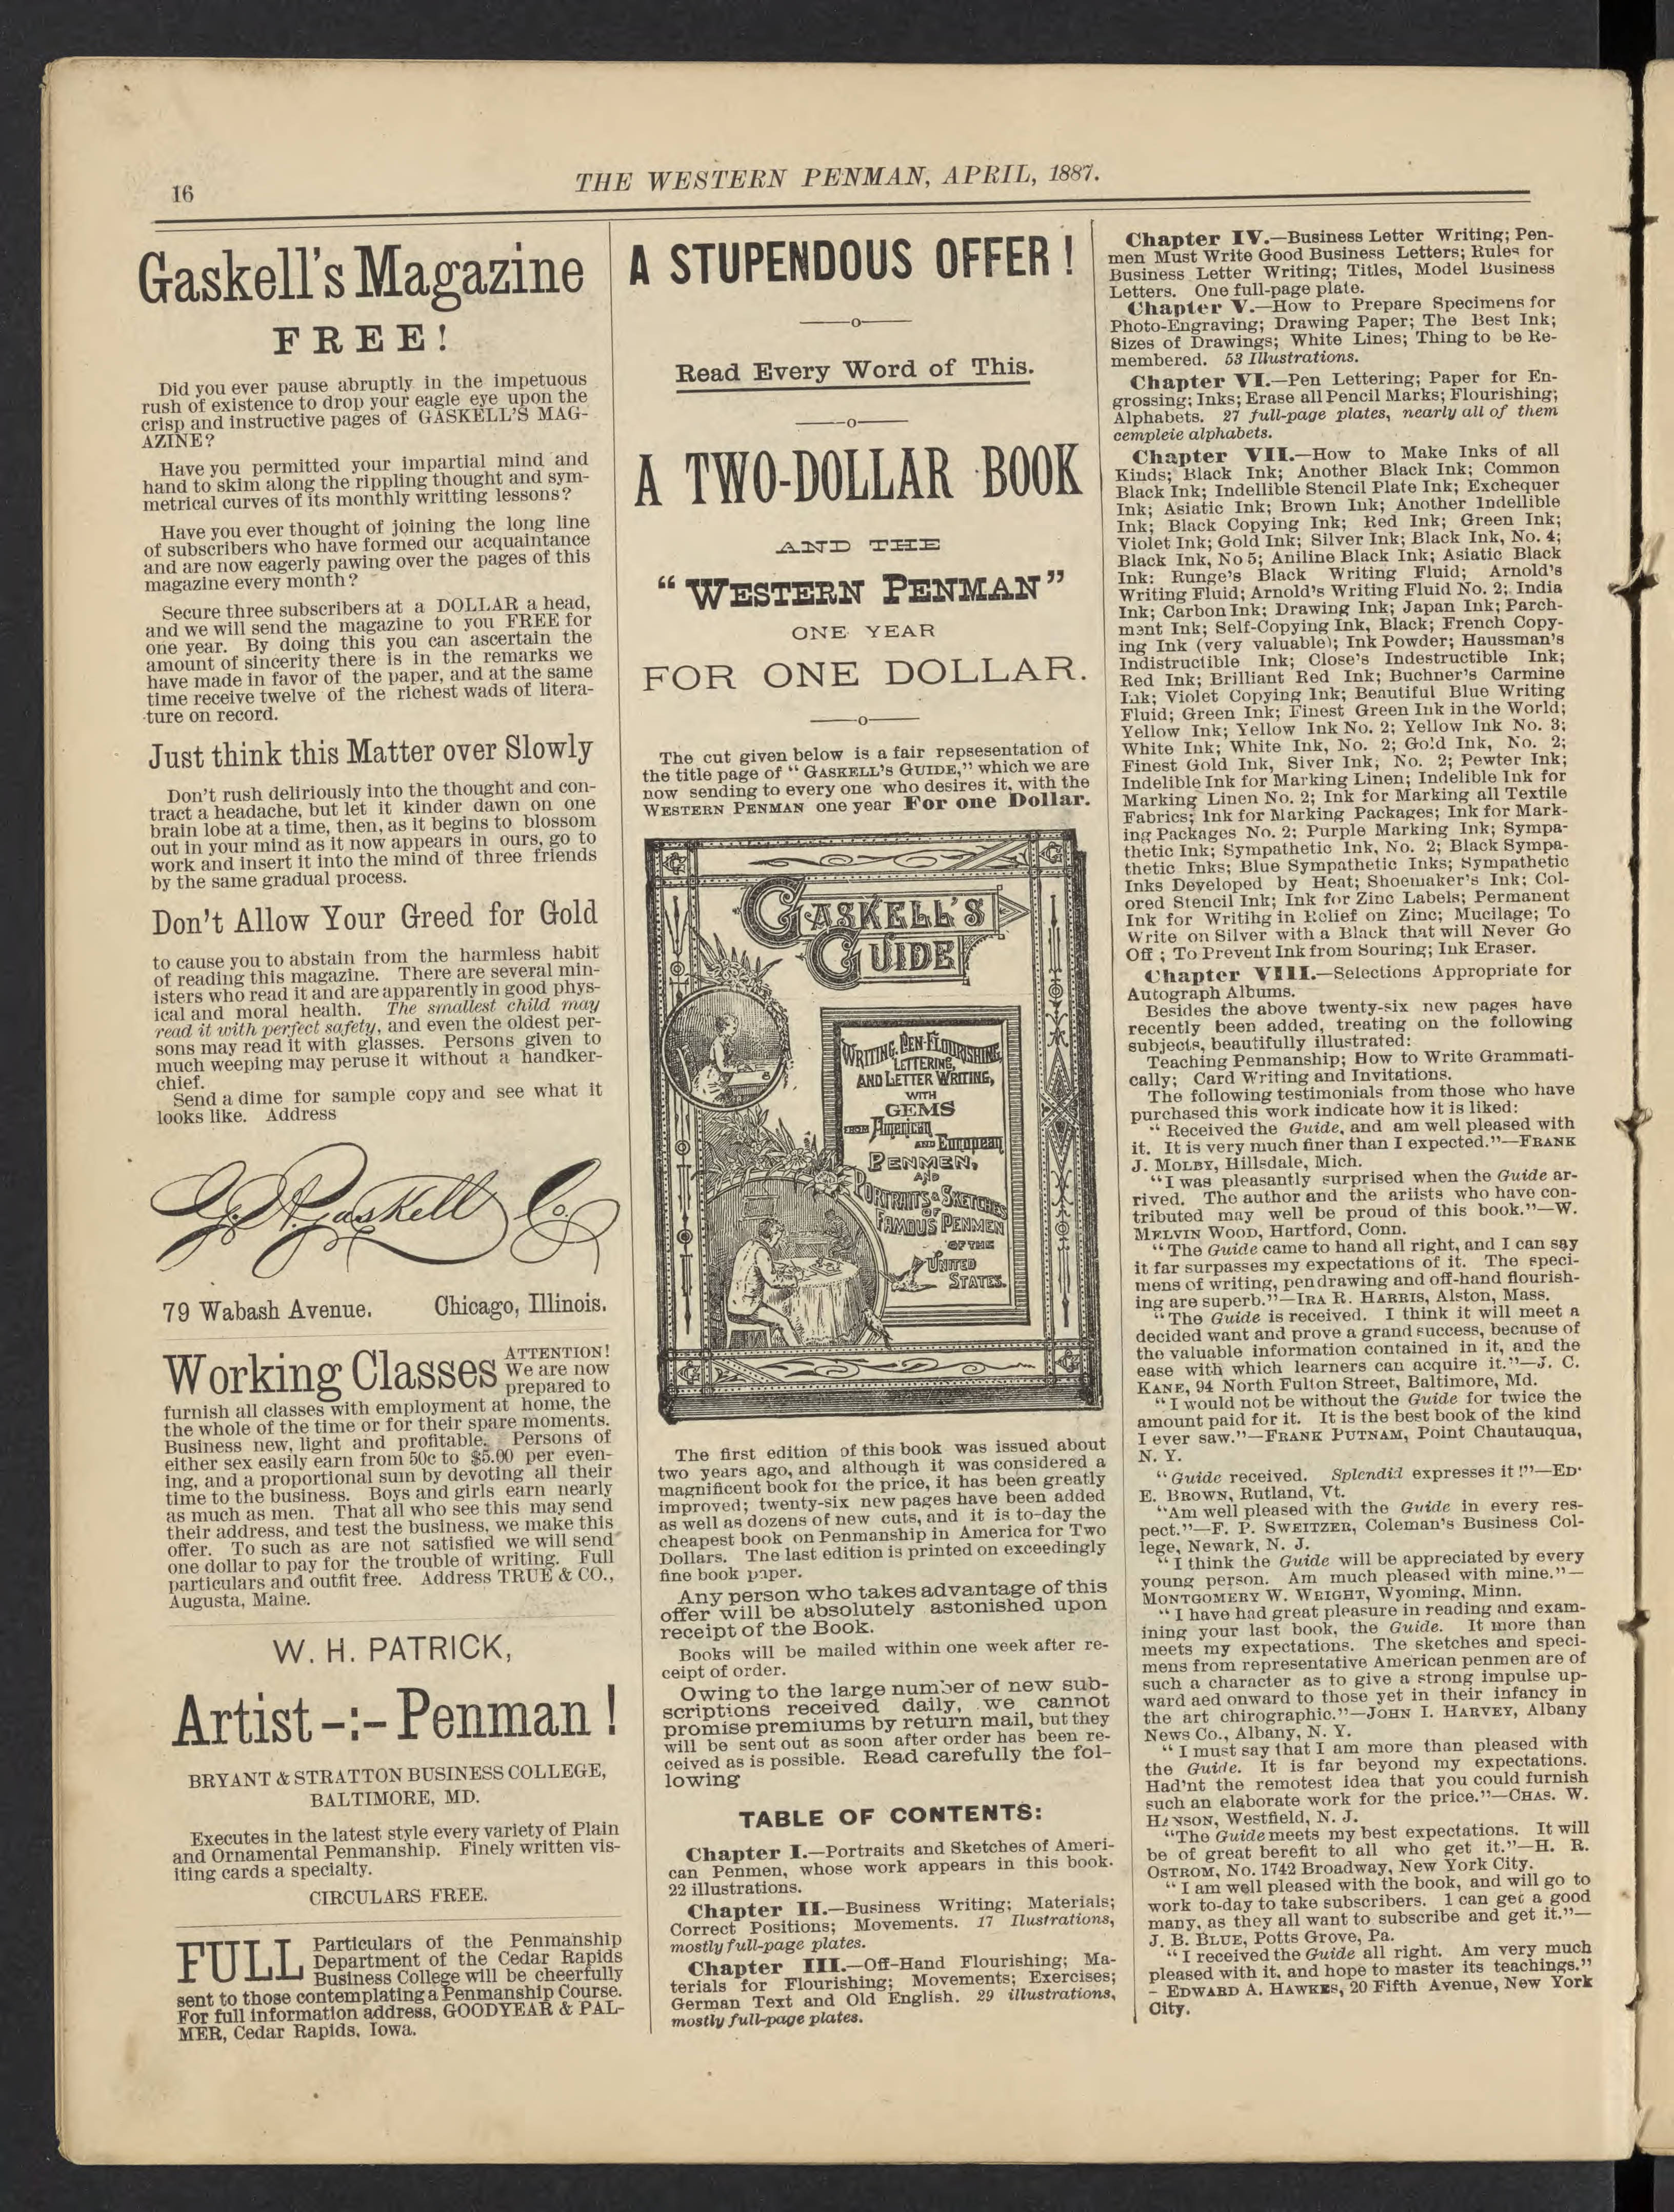 16
THE WESTERN PENMAN, APRIL, 1887.
Gaskell's Magazine
FREE!
Did you ever pause abruptly in the impetuous
rush of existence to drop your eagle eye upon the
crisp and instructive pages of GASKELL'S MAG-
AZINE?
Have you permitted your impartial mind and
hand to skim along the rippling thought and sym-
metrical curves of its monthly writting lessons?
Have you ever thought of joining the long line
of subscribers who have formed our acquaintance
and are now eagerly pawing over the pages of this
magazine every month?
Secure three subscribers at a DOLLAR a head,
and we will send the magazine to you FREE for
one year. By doing this you can ascertain the
amount of sincerity there is in the remarks we
have made in favor of the paper, and at the same
time receive twelve of the richest wads of litera-
ture on record.
Just think this Matter over Slowly
Don't rush deliriously into the thought and con-
tract a headache, but let it kinder dawn on one
brain lobe at a time, then, as it begins to blossom
out in your mind as it now appears in ours, go to
work and insert it into the mind of three friends
by the same gradual process.
Don't Allow Your Greed for Gold
to cause you to abstain from the harmless habit
of reading this magazine. There are several min-
isters who read it and are apparently in good phys-
ical and moral health. The smallest child may
read it with perfect safety, and even the oldest per-
sons may read it with glasses. Persons given to
much weeping may peruse it without a handker-
chief.
Send a dime for sample copy and see what it
looks like. Address
G. A. Gaskell Co.,
79 Wabash Avenue. Chicago, Illinois.
Working Classes ATTENTION!
We are now
prepared to
furnish all classes with employment at home, the
the whole of the time or for their spare moments.
Business new, light and profitable. Persons of
either sex easily earn from 50c to $5.00 per even-
ing, and a proportional sum by devoting all their
time to the business. Boys and girls earn nearly
as much as men. That all who see this may send
their address, and test the business, we make this
offer. To such as are not satisfied we will send
one dollar to pay for the trouble of writing. Full
particulars and outfit free. Address TRUE & CO.,
Augusta, Maine.
W. H. PATRICK,
Artist -:- Penman!
BRYANT & STRATTON BUSINESS COLLEGE,
BALTIMORE, MD.
Executes in the latest style every variety of Plain
and Ornamental Penmanship. Finely written vis-
iting cards a specialty.
CIRCULARS FREE.
FULL Particulars of the Penmanship
Department of the Cedar Rapids
Business College will be cheerfully
sent to those contemplating a Penmanship Course.
For full information address, GOODYEAR & PAL-
MER, Cedar Rapids, Iowa.
A STUPENDOUS OFFER!
——o——
Read Every Word of This.
——o——
A TWO-DOLLAR BOOK
AND THE
"WESTERN PENMAN"
ONE YEAR
FOR ONE DOLLAR.
——o——
The cut given below is a fair repsesentation of
the title page of "GASKELL'S GUIDE," which we are
now sending to every one who desires it, with the
WESTERN PENMAN one year For one Dollar.
GASKELL'S
GUIDE
WRITING, PEN-FLOURISHING,
LETTERING,
AND LETTER WRITING,
WITH
GEMS
FROM American
AND European
PENMEN,
AND
PORTRAITS & SKETCHES
OF
FAMOUS PENMEN
OF THE
UNITED
STATES.
The first edition of this book was issued about
two years ago, and although it was considered a
magnificent book for the price, it has been greatly
improved; twenty-six new pages have been added
as well as dozens of new cuts, and it is to-day the
cheapest book on Penmanship in America for Two
Dollars. The last edition is printed on exceedingly
fine book paper.
Any person who takes advantage of this
offer will be absolutely astonished upon
receipt of the Book.
Books will be mailed within one week after re-
ceipt of order.
Owing to the large number of new sub-
scriptions received daily, we cannot
promise premiums by return mail, but they
will be sent out as soon after order has been re-
ceived as is possible. Read carefully the fol-
lowing
TABLE OF CONTENTS:
Chapter I.—Portraits and Sketches of Ameri-
can Penmen, whose work appears in this book.
22 illustrations.
Chapter II.—Business Writing; Materials;
Correct Positions; Movements. 17 Ilustrations,
mostly full-page plates.
Chapter III.—Off-Hand Flourishing; Ma-
terials for Flourishing; Movements; Exercises;
German Text and Old English. 29 illustrations,
mostly full-page plates.
Chapter IV.—Business Letter Writing; Pen-
men Must Write Good Business Letters; Rules for
Business Letter Writing; Titles, Model Business
Letters. One full-page plate.
Chapter V.—How to Prepare Specimens for
Photo-Engraving; Drawing Paper; The Best Ink;
Sizes of Drawings; White Lines; Thing to be Re-
membered. 53 Illustrations.
Chapter VI.—Pen Lettering; Paper for En-
grossing; Inks; Erase all Pencil Marks; Flourishing;
Alphabets. 27 full-page plates, nearly all of them
cempleie alphabets.
Chapter VII.—How to Make Inks of all
Kinds; Black Ink; Another Black Ink; Common
Black Ink; Indellible Stencil Plate Ink; Exchequer
Ink; Asiatic Ink; Brown Ink; Another Indellible
Ink; Black Copying Ink; Red Ink; Green Ink;
Violet Ink; Gold Ink; Silver Ink; Black Ink, No. 4;
Black Ink, No 5; Aniline Black Ink; Asiatic Black
Ink: Runge's Black Writing Fluid; Arnold's
Writing Fluid; Arnold's Writing Fluid No. 2; India
Ink; Carbon Ink; Drawing Ink; Japan Ink; Parch-
ment Ink; Self-Copying Ink, Black; French Copy-
ing Ink (very valuable); Ink Powder; Haussman's
Indistructible Ink; Close's Indestructible Ink;
Red Ink; Brilliant Red Ink; Buchner's Carmine
Ink; Violet Copying Ink; Beautiful Blue Writing
Fluid; Green Ink; Finest Green Ink in the World;
Yellow Ink; Yellow Ink No. 2; Yellow Ink No. 3;
White Ink; White Ink, No. 2; Gold Ink, No. 2;
Finest Gold Ink, Siver Ink, No. 2; Pewter Ink;
Indelible Ink for Marking Linen; Indelible Ink for
Marking Linen No. 2; Ink for Marking all Textile
Fabrics; Ink for Marking Packages; Ink for Mark-
ing Packages No. 2; Purple Marking Ink; Sympa-
thetic Ink; Sympathetic Ink, No. 2; Black Sympa-
thetic Inks; Blue Sympathetic Inks; Sympathetic
Inks Developed by Heat; Shoemaker's Ink; Col-
ored Stencil Ink; Ink for Zinc Labels; Permanent
Ink for Writihg in Relief on Zinc; Mucilage; To
Write on Silver with a Black that will Never Go
Off; To Prevent Ink from Souring; Ink Eraser.
Chapter VIII.—Selections Appropriate for
Autograph Albums.
Besides the above twenty-six new pages have
recently been added, treating on the following
subjects, beautifully illustrated:
Teaching Penmanship; How to Write Grammati-
cally; Card Writing and Invitations.
The following testimonials from those who have
purchased this work indicate how it is liked:
"Received the Guide, and am well pleased with
it. It is very much finer than I expected."—FRANK
J. MOLBY, Hillsdale, Mich.
"I was pleasantly surprised when the Guide ar-
rived. The author and the ariists who have con-
tributed may well be proud of this book."—W.
MELVIN WOOD, Hartford, Conn.
"The Guide came to hand all right, and I can say
it far surpasses my expectations of it. The speci-
mens of writing, pen drawing and off-hand flourish-
ing are superb."—IRA R. HARRIS, Alston, Mass.
"The Guide is received. I think it will meet a
decided want and prove a grand success, because of
the valuable information contained in it, and the
ease with which learners can acquire it."—J. C.
KANE, 94 North Fulton Street, Baltimore, Md.
"I would not be without the Guide for twice the
amount paid for it. It is the best book of the kind
I ever saw."—FRANK PUTNAM, Point Chautauqua,
N. Y.
"Guide received. Splendid expresses it!"—ED.
E. BROWN, Rutland, Vt.
"Am well pleased with the Guide in every res-
pect."—F. P. SWEITZER, Coleman's Business Col-
lege, Newark, N. J.
"I think the Guide will be appreciated by every
young person. Am much pleased with mine."—
MONTGOMERY W. WRIGHT, Wyoming, Minn.
"I have had great pleasure in reading and exam-
ining your last book, the Guide. It more than
meets my expectations. The sketches and speci-
mens from representative American penmen are of
such a character as to give a strong impulse up-
ward aed onward to those yet in their infancy in
the art chirographic."—JOHN I. HARVEY, Albany
News Co., Albany, N. Y.
"I must say that I am more than pleased with
the Guide. It is far beyond my expectations.
Had'nt the remotest idea that you could furnish
such an elaborate work for the price."—CHAS. W.
HANSON, Westfield, N. J.
"The Guide meets my best expectations. It will
be of great berefit to all who get it."—H. R.
OSTROM, No. 1742 Broadway, New York City.
"I am well pleased with the book, and will go to
work to-day to take subscribers. I can get a good
many, as they all want to subscribe and get it."—
J. B. BLUE, Potts Grove, Pa.
"I received the Guide all right. Am very much
pleased with it, and hope to master its teachings."
- EDWARD A. HAWKES, 20 Fifth Avenue, New York
City.